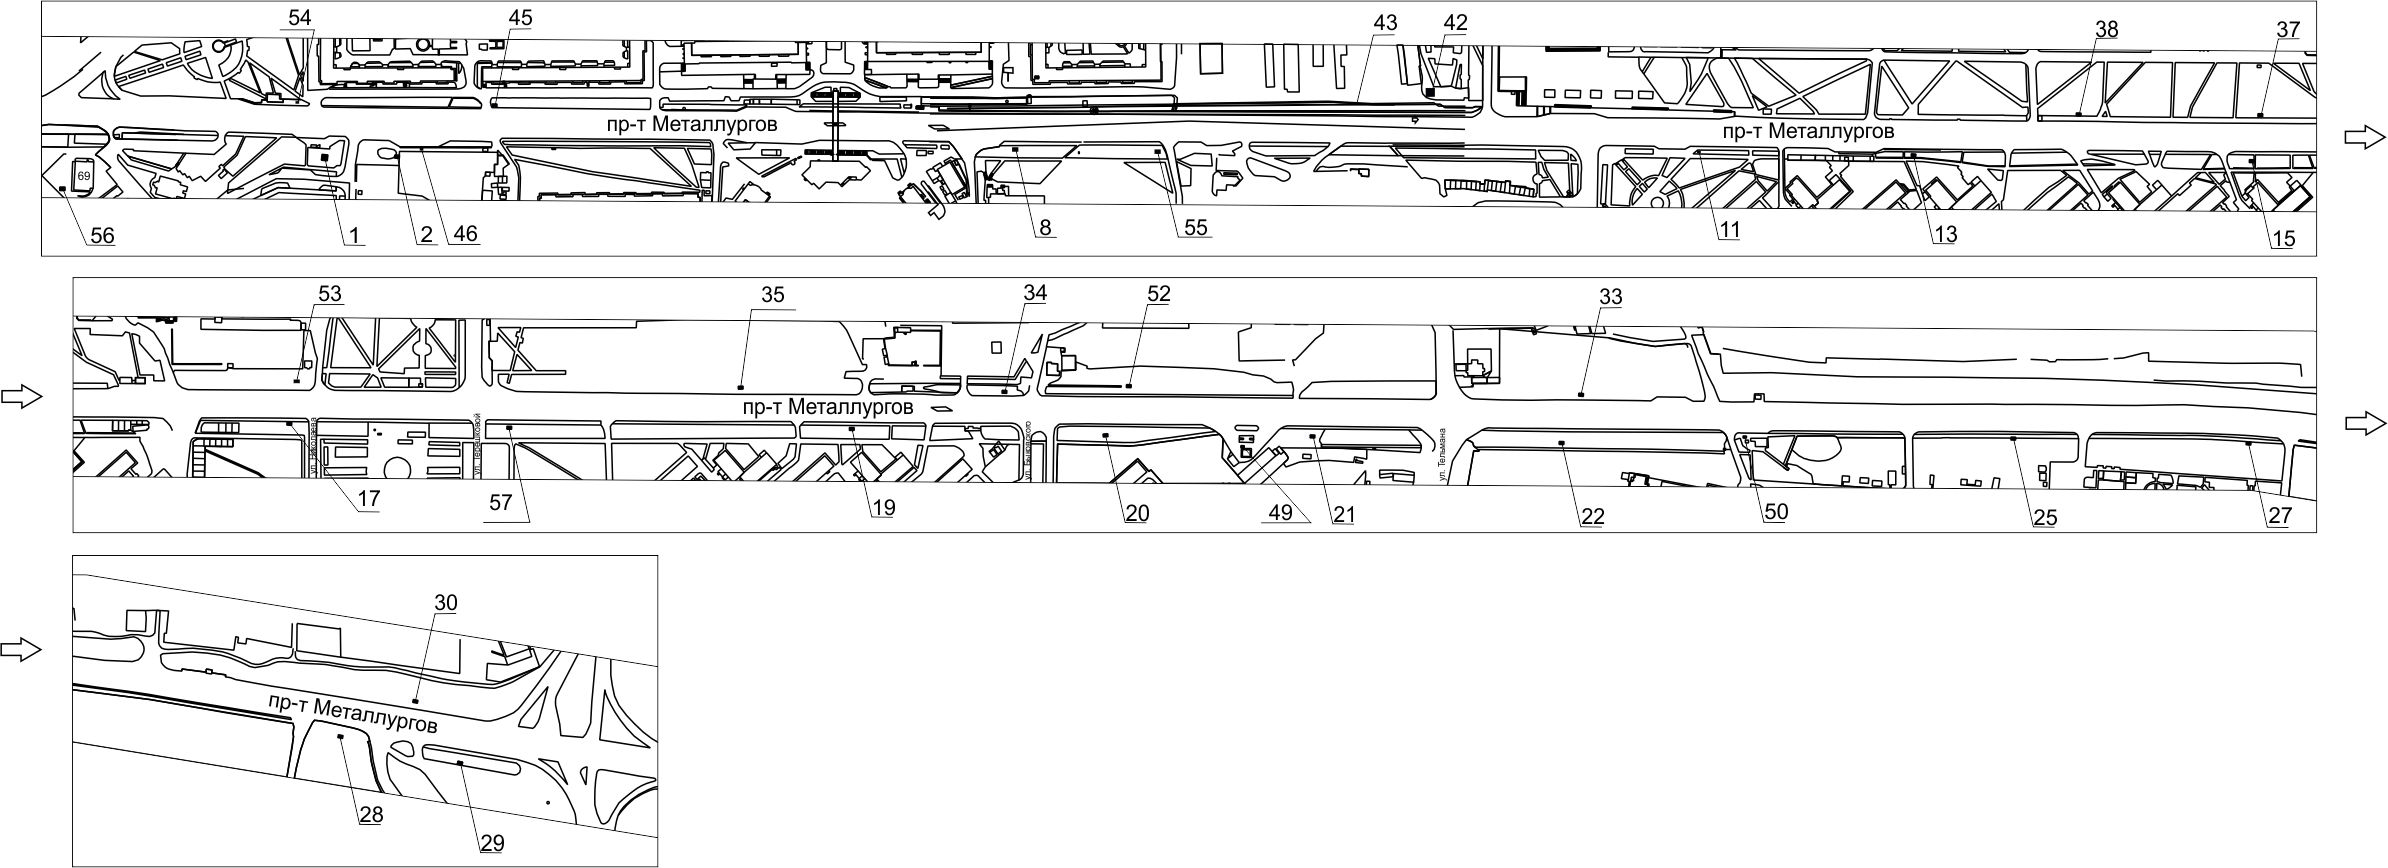 54 45 43 42 38 37
пр-т Металлургов пр-т Металлургов
69
56 1 2 46 8 55 11 13 15
53 35 34 52 33
пр-т Металлургов
ул. Терешковой ул. Тельмана
17 57 19 20 49 21 22 50 25 27
30
пр-т Металлургов
28
29